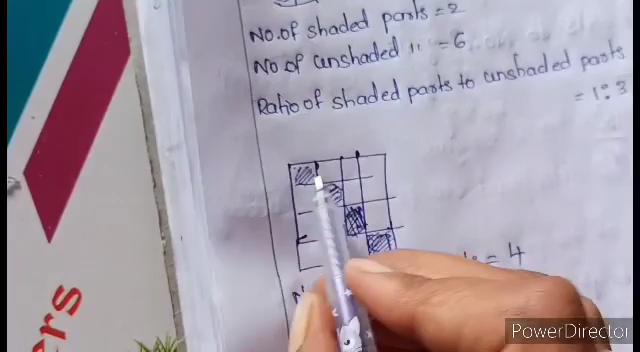 No. of shaded parts = 2
No of unshaded " = 6
Ratio of shaded parts to unshaded parts
= 1:3
= 4
N
ers
PowerDirector